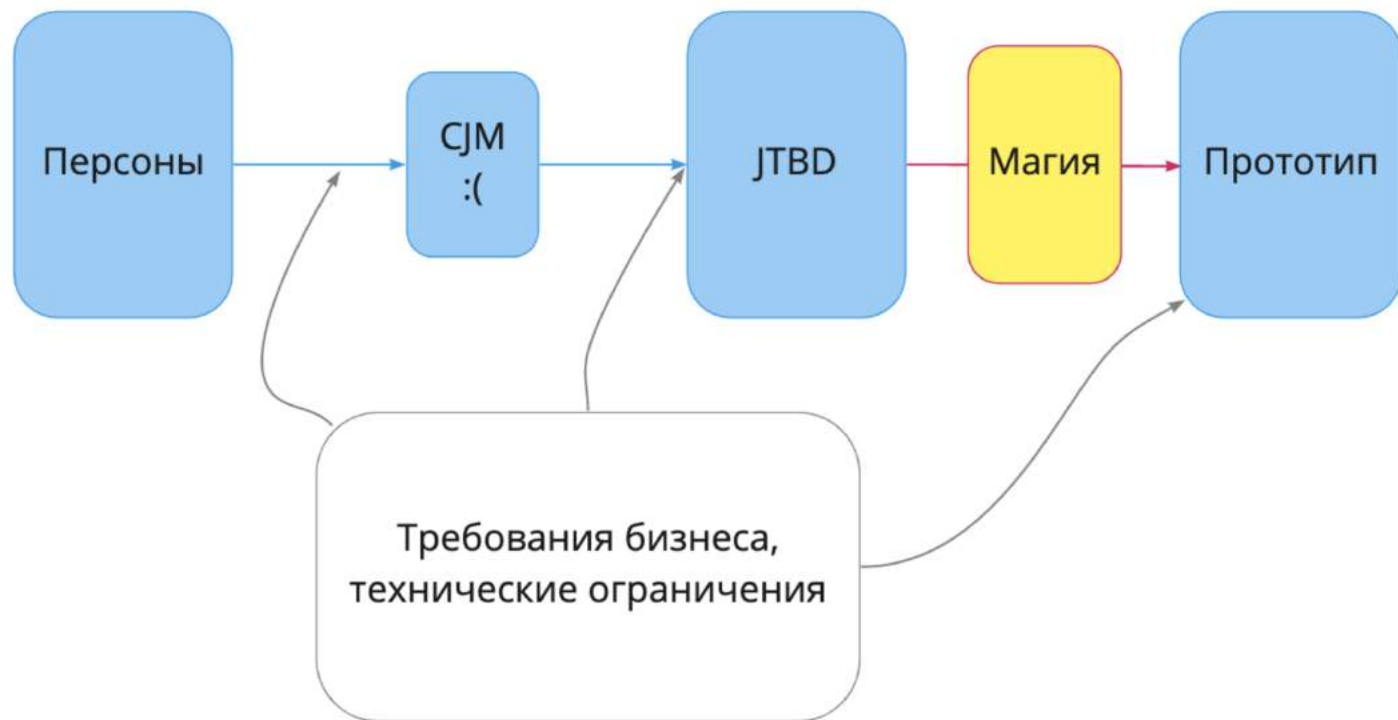 Персоны
CJM
:(
JTBD
Магия
Прототип
Требования бизнеса,
технические ограничения